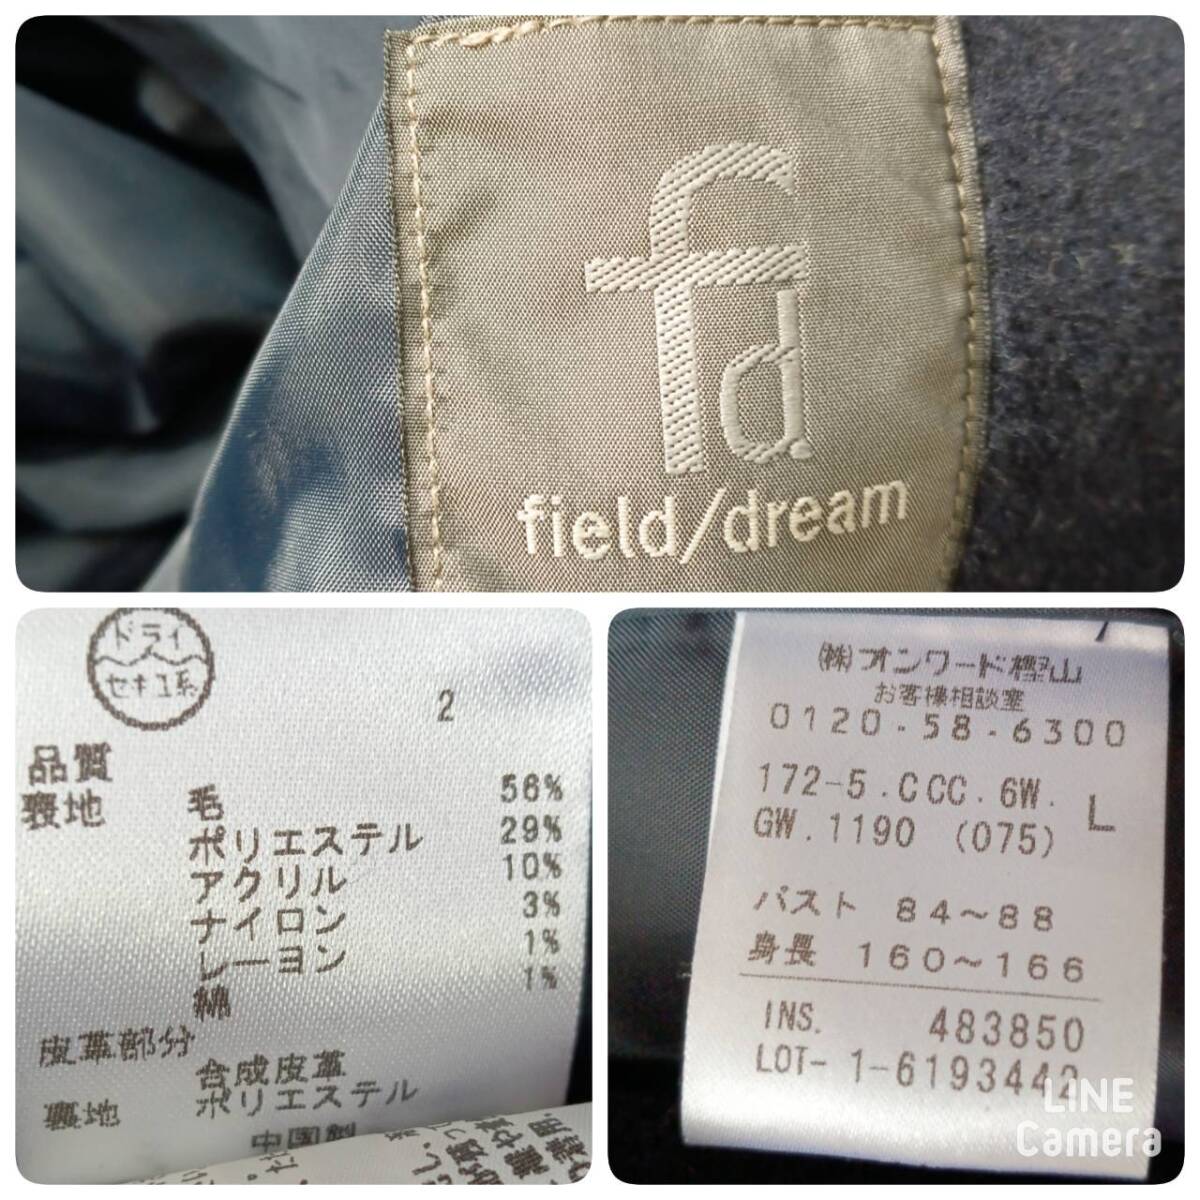 fd
field/dream
ドライ
セキユ系
2
品質
表地 毛 56%
ポリエステル 29%
アクリル 10%
ナイロン 3%
レーヨン 1%
綿 1%
皮革部分
合成皮革
裏地 ポリエステル
中国製
㈱オンワード樫山
お客様相談室
0120-58-6300
172-5.CCC.6W.
GW.1190 (075)
L
バスト 84～88
身長 160～166
INS. 483850
LOT- 1-6193442
LINE
Camera